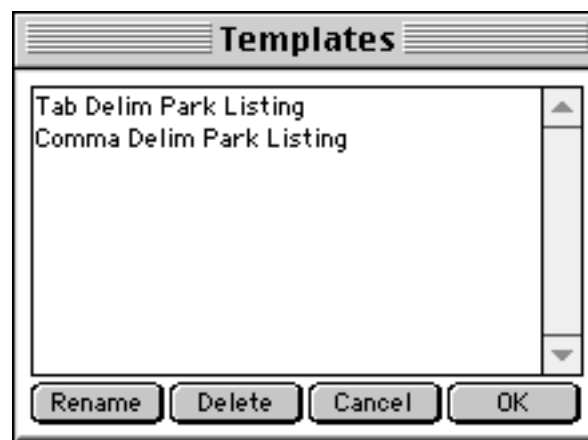 Templates
Tab Delim Park Listing
Comma Delim Park Listing
Rename Delete Cancel OK